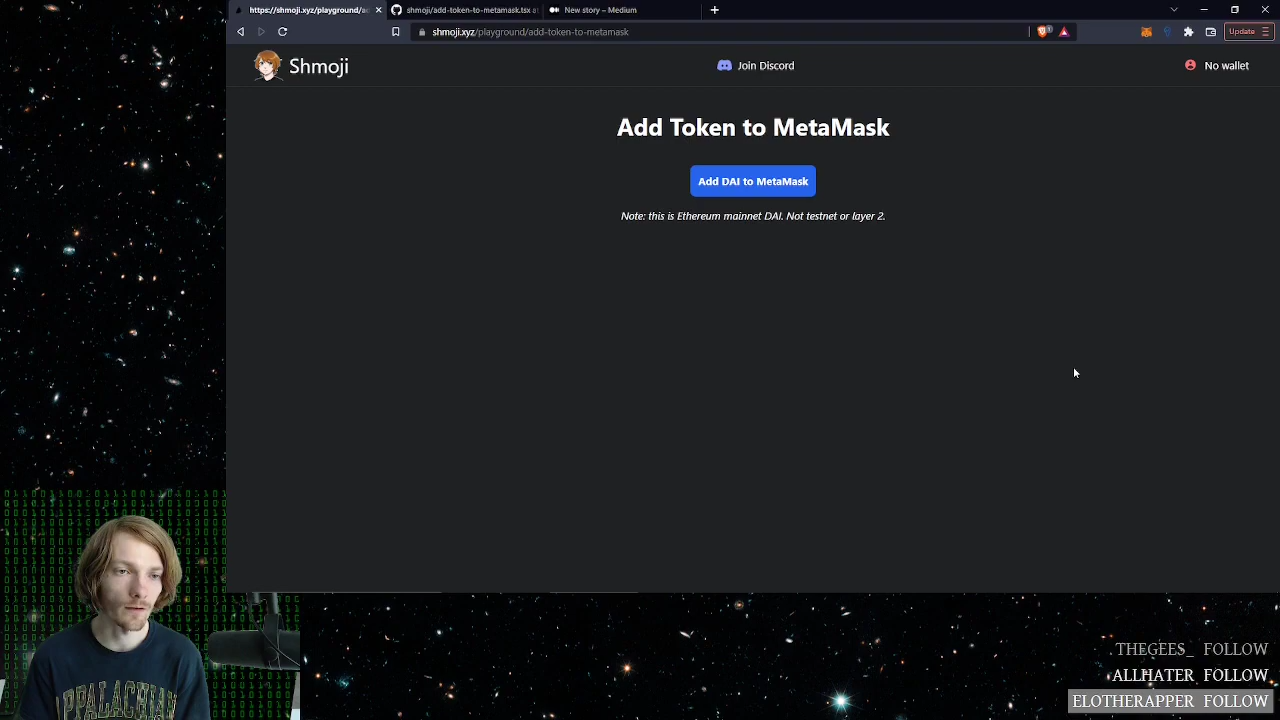 https://shmoji.xyz/playground/ad
shmoji/add-token-to-metamask.tsx a
New story – Medium
shmoji.xyz/playground/add-token-to-metamask
Update
Shmoji
Join Discord
No wallet
Add Token to MetaMask
Add DAI to MetaMask
Note: this is Ethereum mainnet DAI. Not testnet or layer 2.
APPALACHIAN
THEGEES_ FOLLOW
ALLHATER FOLLOW
ELOTHERAPPER FOLLOW